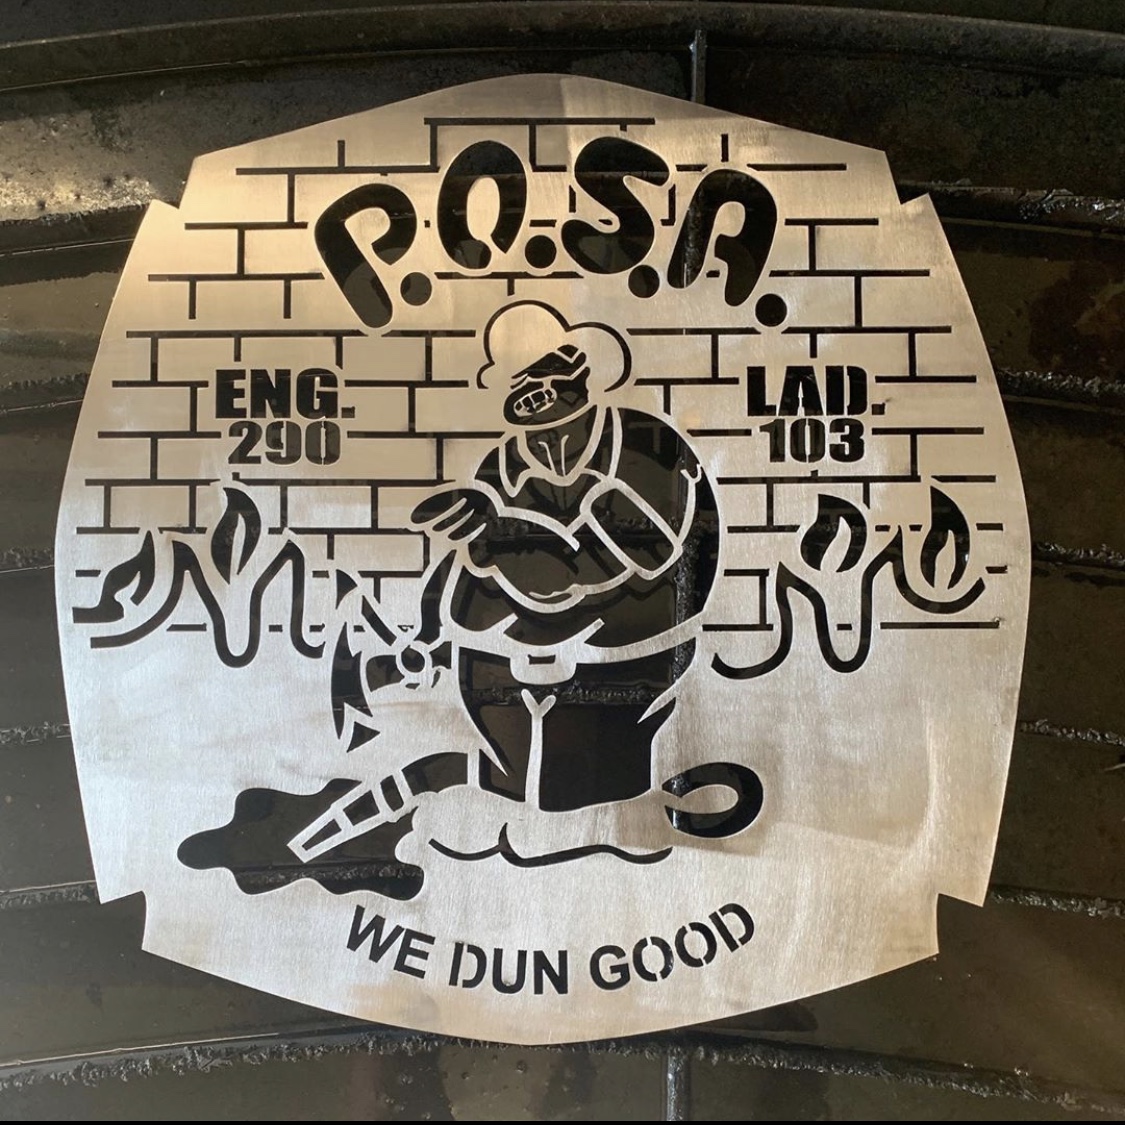 P.O.S.A.
ENG.
290
LAD.
103
WE DUN GOOD